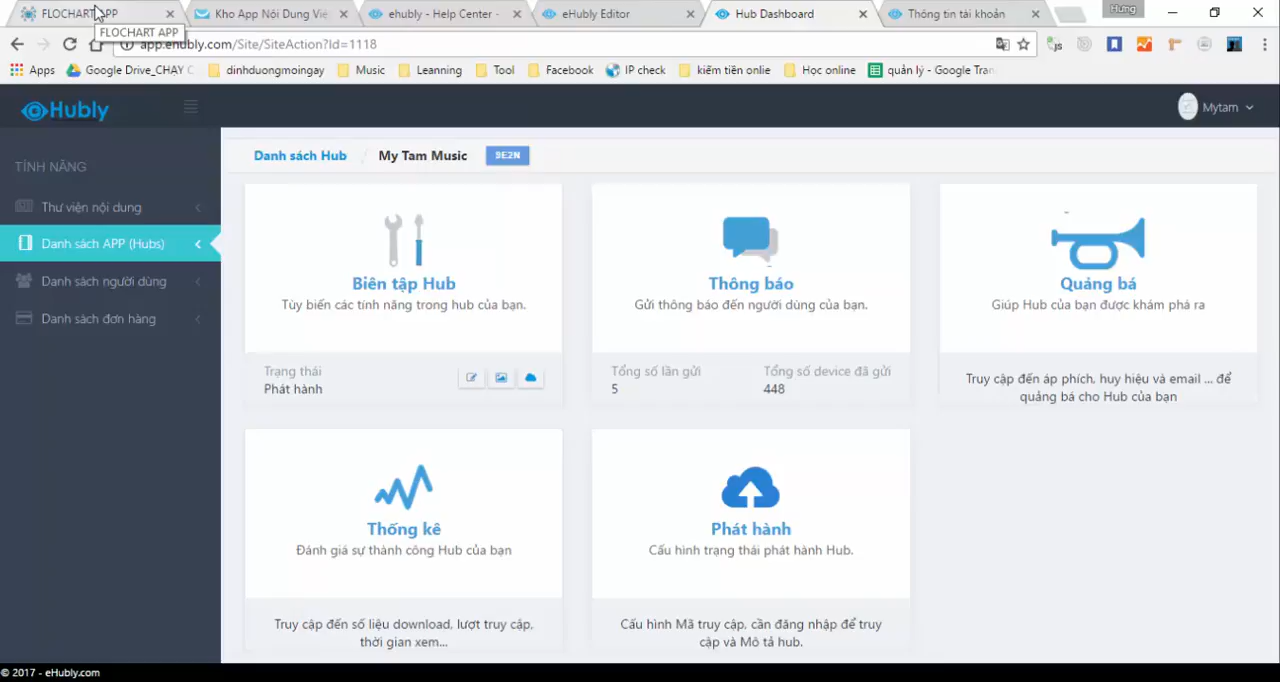 FLOCHART APP
Kho App Nội Dung Việ
ehubly - Help Center -
eHubly Editor
Hub Dashboard
Thông tin tài khoản
Hưng
FLOCHART APP
app.ehubly.com/Site/SiteAction?Id=1118
Apps
Google Drive_CHAY C
dinhduongmoingay
Music
Leanning
Tool
Facebook
IP check
kiếm tiền onlie
Học online
quản lý - Google Tran
eHubly
Mytam
TÍNH NĂNG
Thư viện nội dung
Danh sách APP (Hubs)
Danh sách người dùng
Danh sách đơn hàng
Danh sách Hub / My Tam Music 9E2N
Biên tập Hub
Tùy biến các tính năng trong hub của bạn.
Trạng thái
Phát hành
Thông báo
Gửi thông báo đến người dùng của bạn.
Tổng số lần gửi
5
Tổng số device đã gửi
448
Quảng bá
Giúp Hub của bạn được khám phá ra
Truy cập đến áp phích, huy hiệu và email ... để
quảng bá cho Hub của bạn
Thống kê
Đánh giá sự thành công Hub của bạn
Truy cập đến số liệu download, lượt truy cập,
thời gian xem...
Phát hành
Cấu hình trạng thái phát hành Hub.
Cấu hình Mã truy cập, cần đăng nhập để truy
cập và Mô tả hub.
© 2017 - eHubly.com